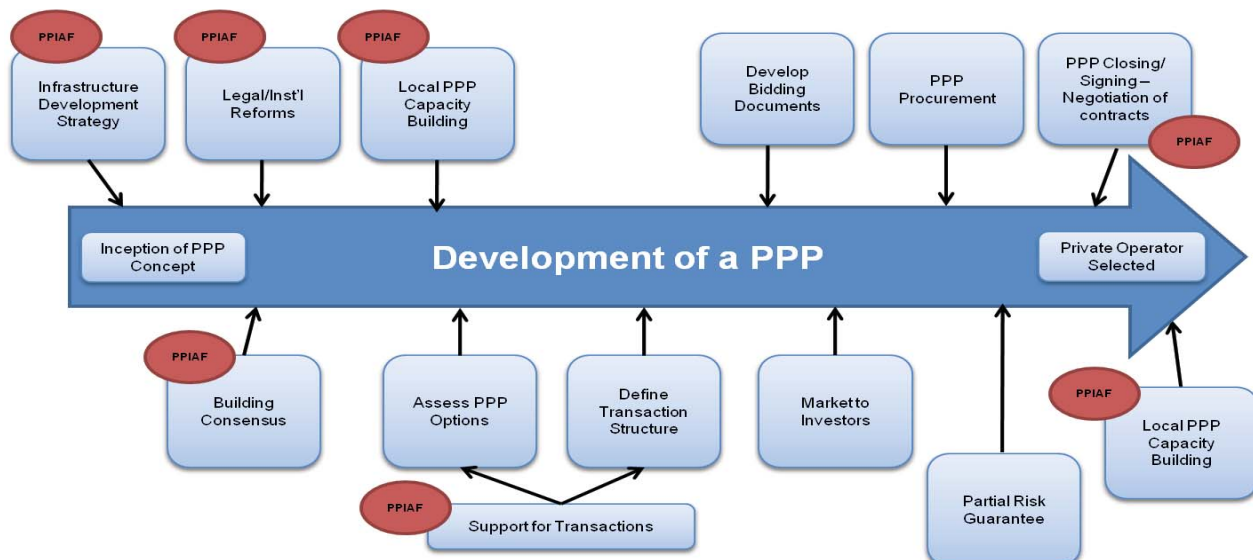 PPIAF
Infrastructure
Development
Strategy
PPIAF
Legal/Inst'l
Reforms
PPIAF
Local PPP
Capacity
Building
Develop
Bidding
Documents
PPP
Procurement
PPP Closing/
Signing–
Negotiation of
contracts
PPIAF
Inception of PPP
Concept
Development of a PPP
Private Operator
Selected
PPIAF
Building
Consensus
Assess PPP
Options
Define
Transaction
Structure
Market to
Investors
PPIAF
Local PPP
Capacity
Building
PPIAF
Support for Transactions
Partial Risk
Guarantee